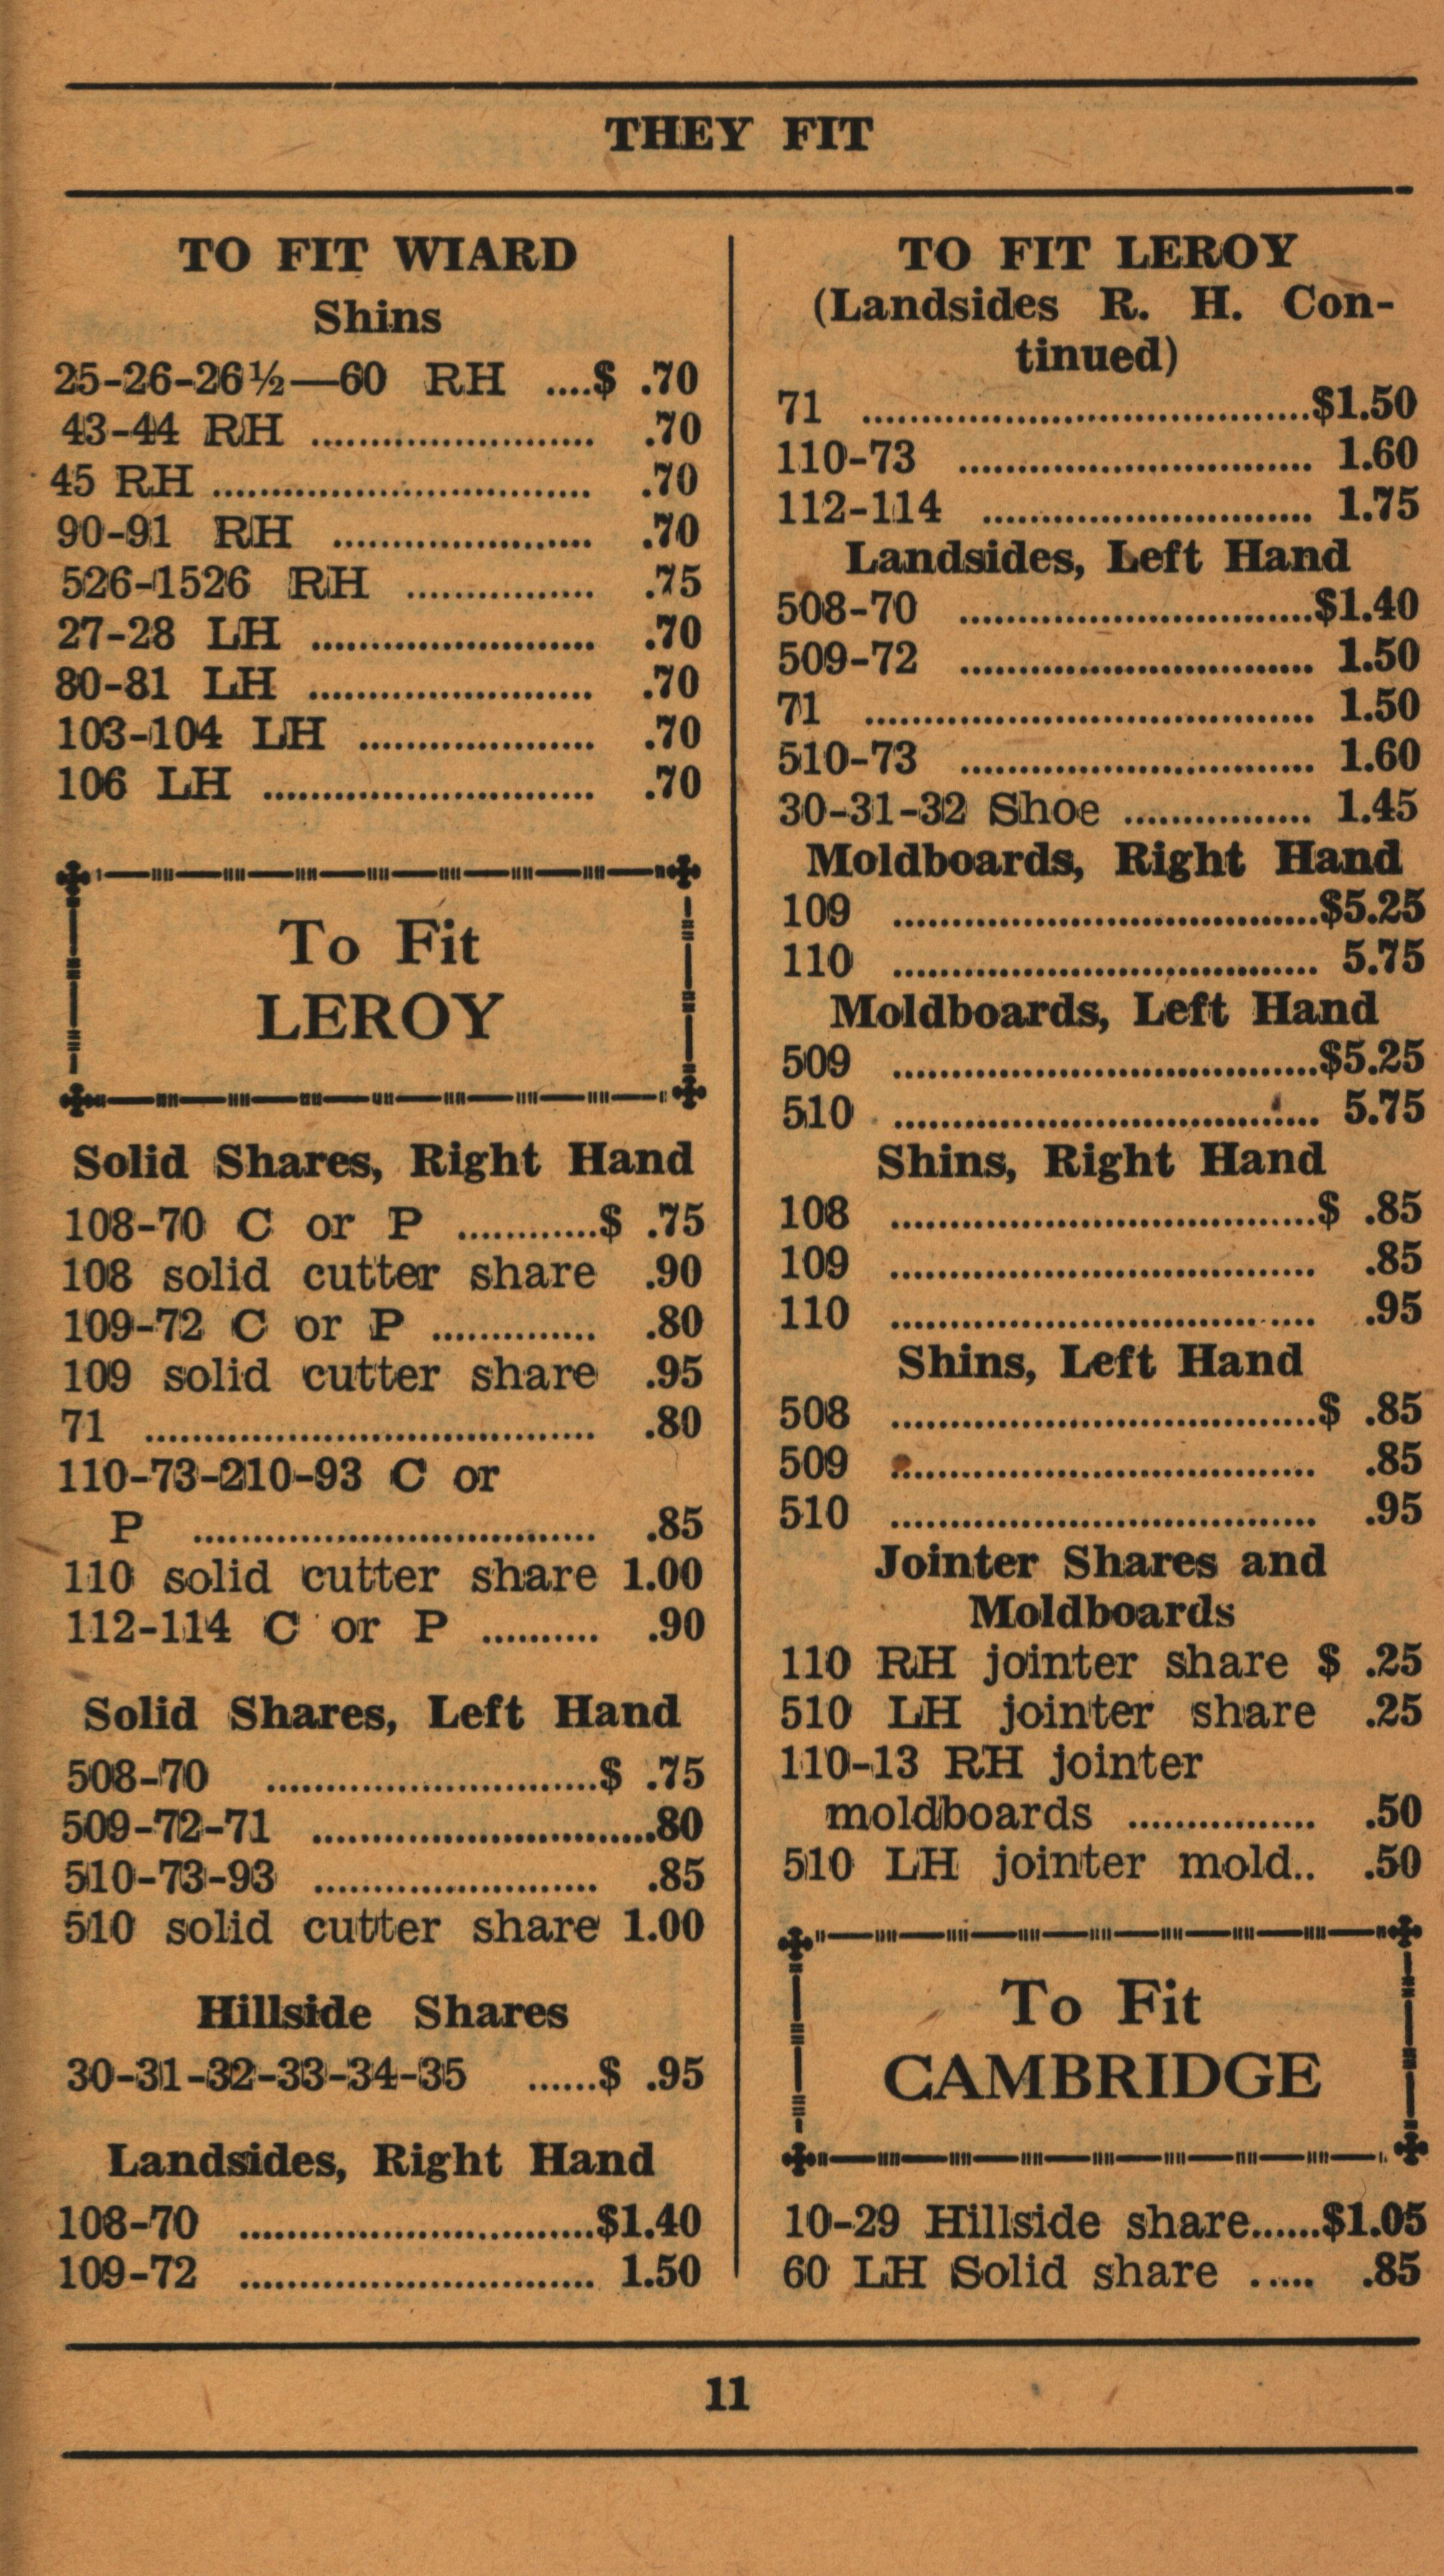 THEY FIT
TO FIT WIARD
Shins
25-26-26½—60 RH ....$ .70
43-44 RH ........................ .70
45 RH ................................ .70
90-91 RH ...................... .70
526-1526 RH ................ .75
27-28 LH ........................ .70
80-81 LH ........................ .70
103-104 LH .................... .70
106 LH ............................ .70
To Fit
LEROY
Solid Shares, Right Hand
108-70 C or P ............$ .75
108 solid cutter share .90
109-72 C or P .............. .80
109 solid cutter share .95
71 ...................................... .80
110-73-210-93 C or
P .................................. .85
110 solid cutter share 1.00
112-114 C or P .......... .90
Solid Shares, Left Hand
508-70 ............................$ .75
509-72-71 .............................80
510-73-93 ........................ .85
510 solid cutter share 1.00
Hillside Shares
30-31-32-33-34-35 ......$ .95
Landsides, Right Hand
108-70 ..............................$1.40
109-72 .............................. 1.50
TO FIT LEROY
(Landsides R. H. Con-
tinued)
71 ......................................$1.50
110-73 .............................. 1.60
112-114 ............................ 1.75
Landsides, Left Hand
508-70 ..............................$1.40
509-72 .............................. 1.50
71 ...................................... 1.50
510-73 .............................. 1.60
30-31-32 Shoe ................ 1.45
Moldboards, Right Hand
109 ....................................$5.25
110 .................................... 5.75
Moldboards, Left Hand
509 ....................................$5.25
510 .................................... 5.75
Shins, Right Hand
108 ....................................$ .85
109 .................................... .85
110 .................................... .95
Shins, Left Hand
508 ....................................$ .85
509 .................................... .85
510 .................................... .95
Jointer Shares and
Moldboards
110 RH jointer share $ .25
510 LH jointer share .25
110-13 RH jointer
moldboards ................ .50
510 LH jointer mold.. .50
To Fit
CAMBRIDGE
10-29 Hillside share......$1.05
60 LH Solid share ...... .85
11